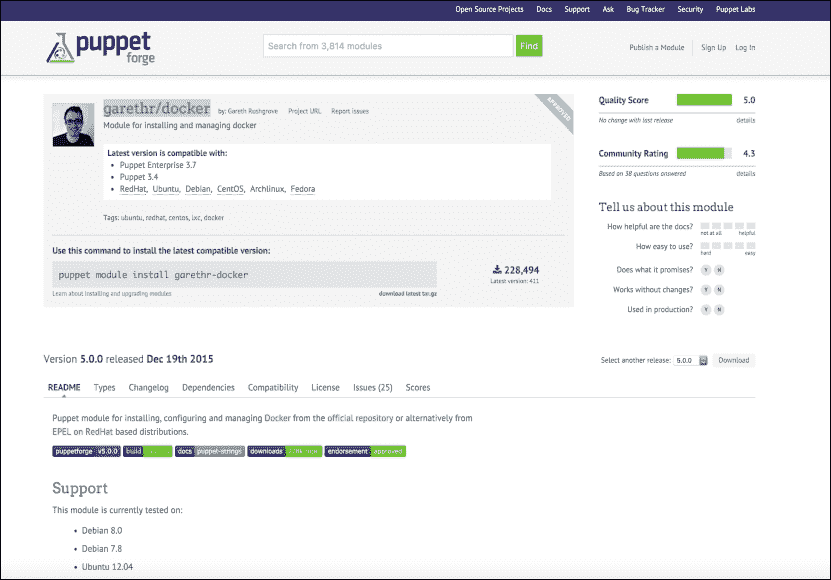 Open Source Projects Docs Support Ask Bug Tracker Security Puppet Labs
puppet
forge
Search from 3,814 modules Find
Publish a Module Sign Up Log In
garethr/docker by: Gareth Rushgrove Project URL Report issues
Module for installing and managing docker
APPROVED
Latest version is compatible with:
• Puppet Enterprise 3.7
• Puppet 3.4
• RedHat, Ubuntu, Debian, CentOS, Archlinux, Fedora
Tags: ubuntu, redhat, centos, lxc, docker
Use this command to install the latest compatible version:
puppet module install garethr-docker
228,494
Latest version: 411
Learn about installing and upgrading modules download latest tar.gz
Quality Score 5.0
No change with last release details
Community Rating 4.3
Based on 38 questions answered details
Tell us about this module
How helpful are the docs?
not at all helpful
How easy to use?
hard easy
Does what it promises? Y N
Works without changes? Y N
Used in production? Y N
Version 5.0.0 released Dec 19th 2015
Select another release: 5.0.0 Download
README Types Changelog Dependencies Compatibility License Issues (25) Scores
Puppet module for installing, configuring and managing Docker from the official repository or alternatively from
EPEL on RedHat based distributions.
puppetforge v5.0.0 build docs puppet-strings downloads endorsement approved
Support
This module is currently tested on:
• Debian 8.0
• Debian 7.8
• Ubuntu 12.04